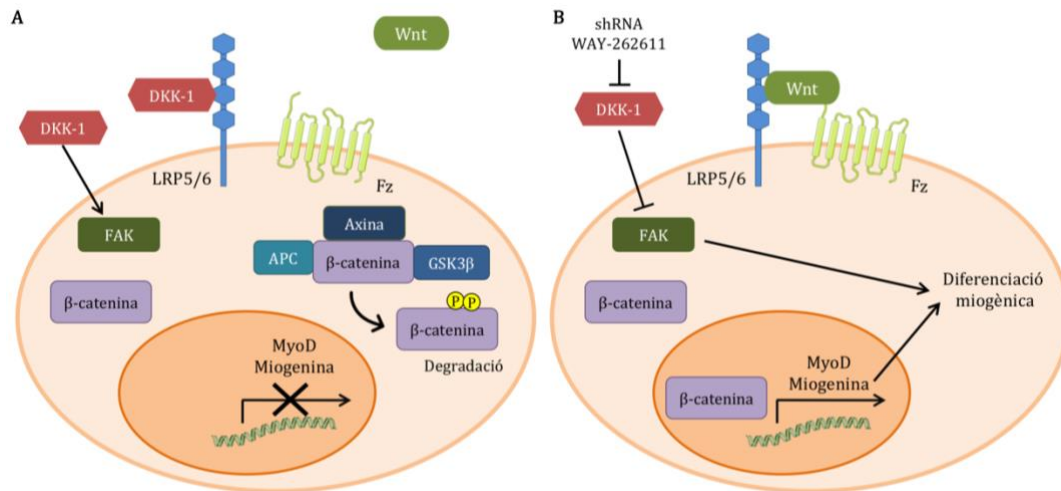 A
Wnt
DKK-1
DKK-1
LRP5/6
Fz
FAK
Axina
APC
β-catenina
GSK3β
β-catenina
P P
β-catenina
Degradació
MyoD
Miogenina
B
shRNA
WAY-262611
DKK-1
Wnt
LRP5/6
Fz
FAK
β-catenina
Diferenciació
miogènica
MyoD
Miogenina
β-catenina